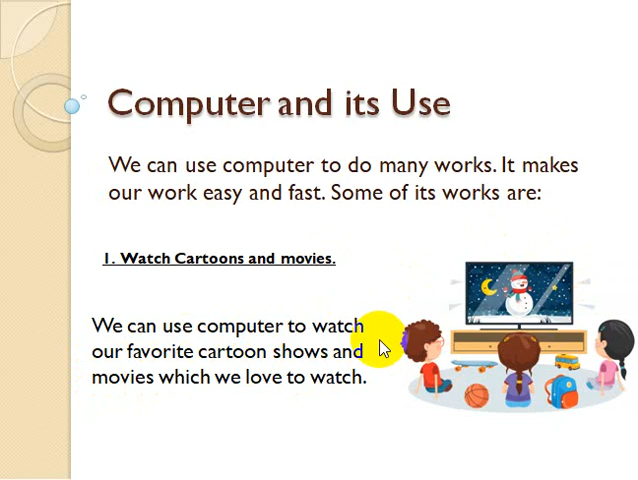 Computer and its Use
We can use computer to do many works. It makes
our work easy and fast. Some of its works are:
1. Watch Cartoons and movies.
We can use computer to watch
our favorite cartoon shows and
movies which we love to watch.